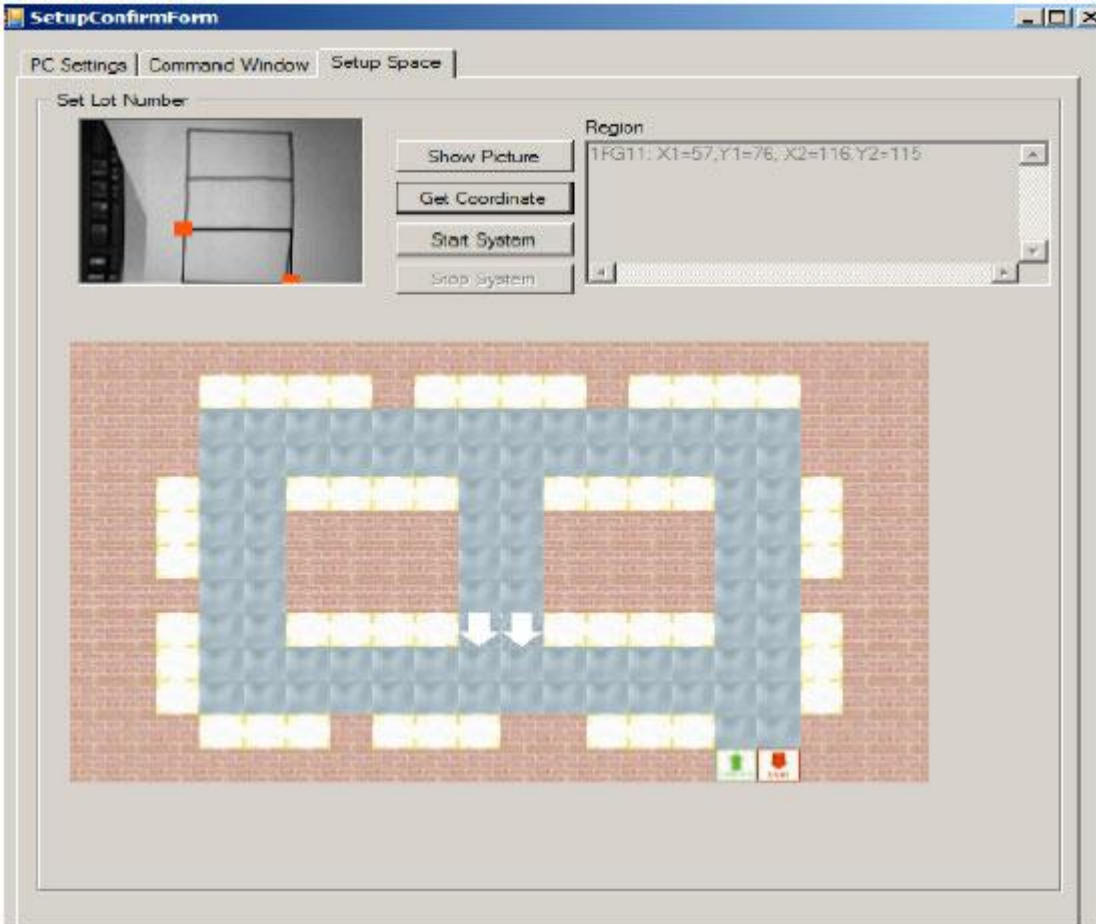 SetupConfirmForm
PC Settings
Command Window
Setup Space
Set Lot Number
Show Picture
Get Coordinate
Start System
Stop System
Region
1FG11: X1=57,Y1=76, X2=116,Y2=115